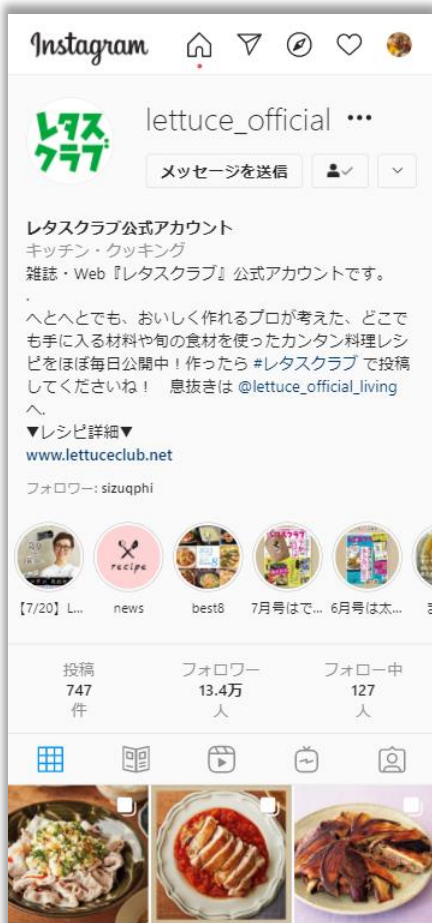 Instagram
レタス
クラブ
lettuce_official •••
メッセージを送信
レタスクラブ公式アカウント
キッチン・クッキング
雑誌・Web『レタスクラブ』公式アカウントです。
.
へとへとでも、おいしく作れるプロが考えた、どこで
も手に入る材料や旬の食材を使ったカンタン料理レシ
ピをほぼ毎日公開中！作ったら #レタスクラブ で投稿
してくださいね！　息抜きは @lettuce_official_living
へ.
▼レシピ詳細▼
www.lettuceclub.net
フォロワー: sizuqphi
recipe
【7/20】L... news best8 7月号はで... 6月号は太... ま
投稿 フォロワー フォロー中
747 13.4万 127
件 人 人